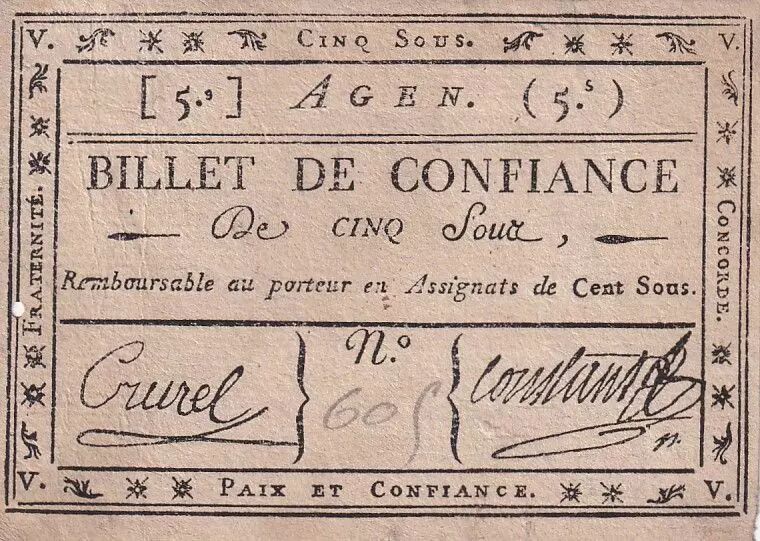 V. CINQ SOUS. V.
[5.s] AGEN. (5.s)
BILLET DE CONFIANCE
De CINQ Sous,
Remboursable au porteur en Assignats de Cent Sous.
FRATERNITÉ.
CONCORDE.
N.o
Crurel
605
V. PAIX ET CONFIANCE. V.